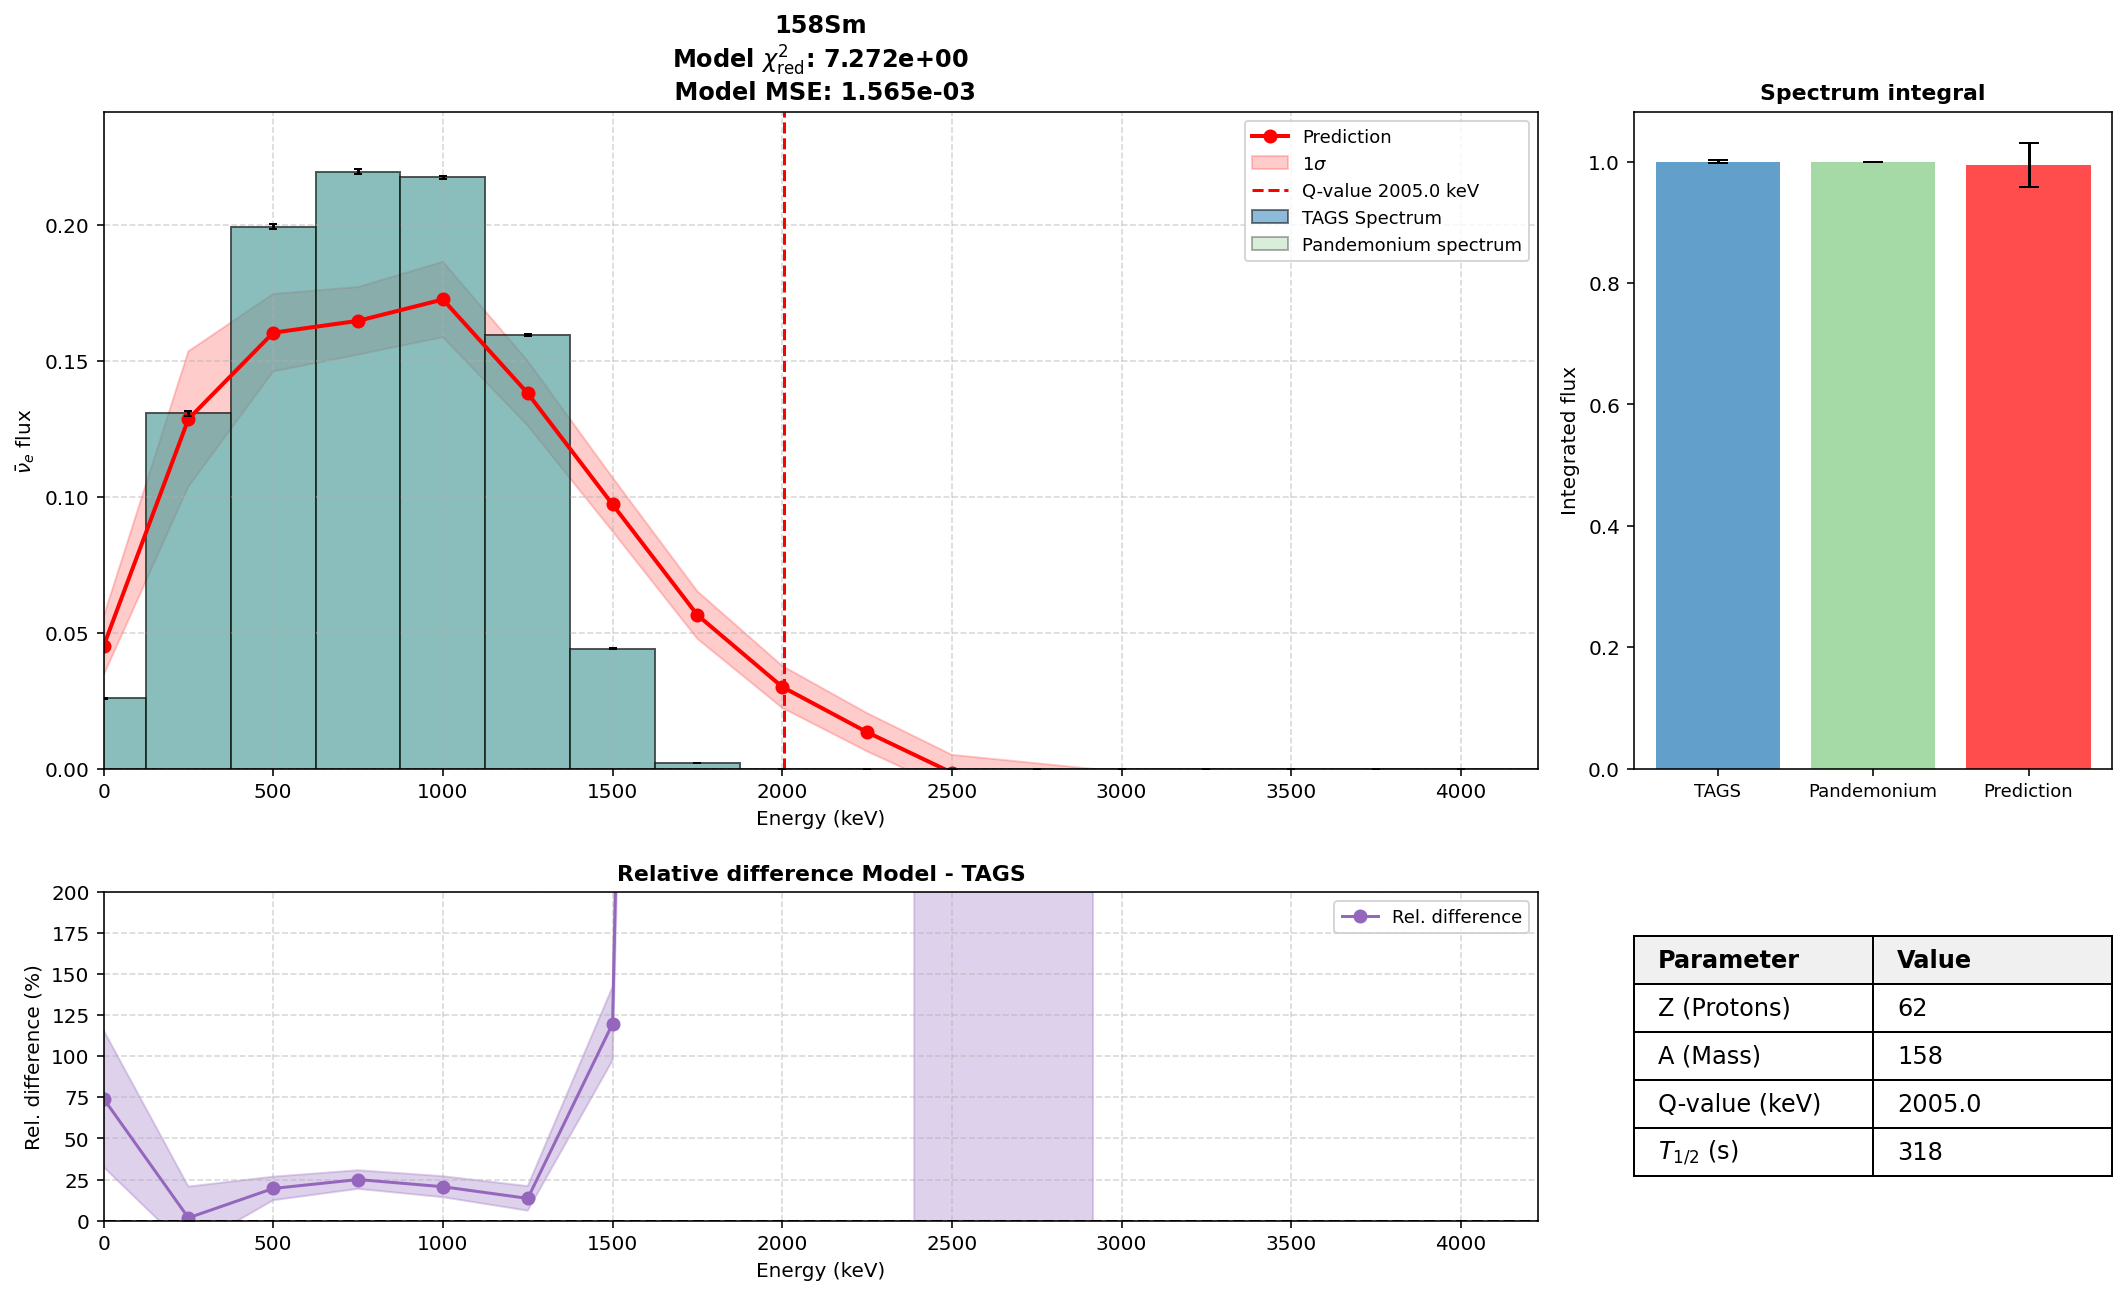 158Sm
Model χ²red: 7.272e+00
Model MSE: 1.565e-03
0.20
0.15
0.10
0.05
0.00
ν̄e flux
0 500 1000 1500 2000 2500 3000 3500 4000
Energy (keV)
Prediction
1σ
Q-value 2005.0 keV
TAGS Spectrum
Pandemonium spectrum
Spectrum integral
1.0
0.8
0.6
0.4
0.2
0.0
Integrated flux
TAGS Pandemonium Prediction
Relative difference Model - TAGS
200
175
150
125
100
75
50
25
0
Rel. difference (%)
0 500 1000 1500 2000 2500 3000 3500 4000
Energy (keV)
Rel. difference
Parameter Value
Z (Protons) 62
A (Mass) 158
Q-value (keV) 2005.0
T1/2 (s) 318